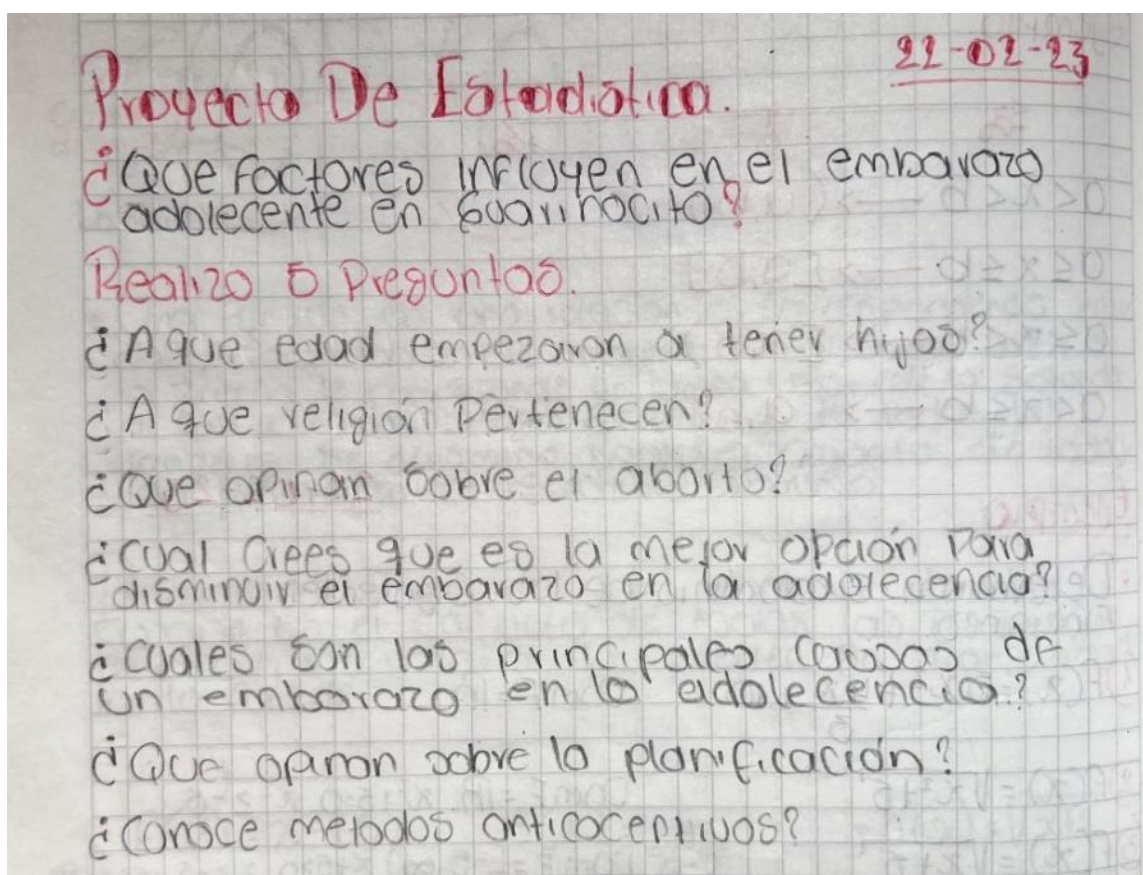 22-02-23
Proyecto De Estadistica.
¿Que factores influyen en el embarazo
adolecente en Guarinocito?
Realizo 5 Preguntas.
¿A que edad empezaron a tener hijos?
¿A que religión Pertenecen?
¿Que opinan sobre el aborto?
¿Cual Crees que es la mejor opción Para
disminuir el embarazo en la adolecencia?
¿Cuales son las principales causas de
un embarazo en la adolecencia?
¿Que opinan sobre la planificación?
¿Conoce metodos anticoceptivos?